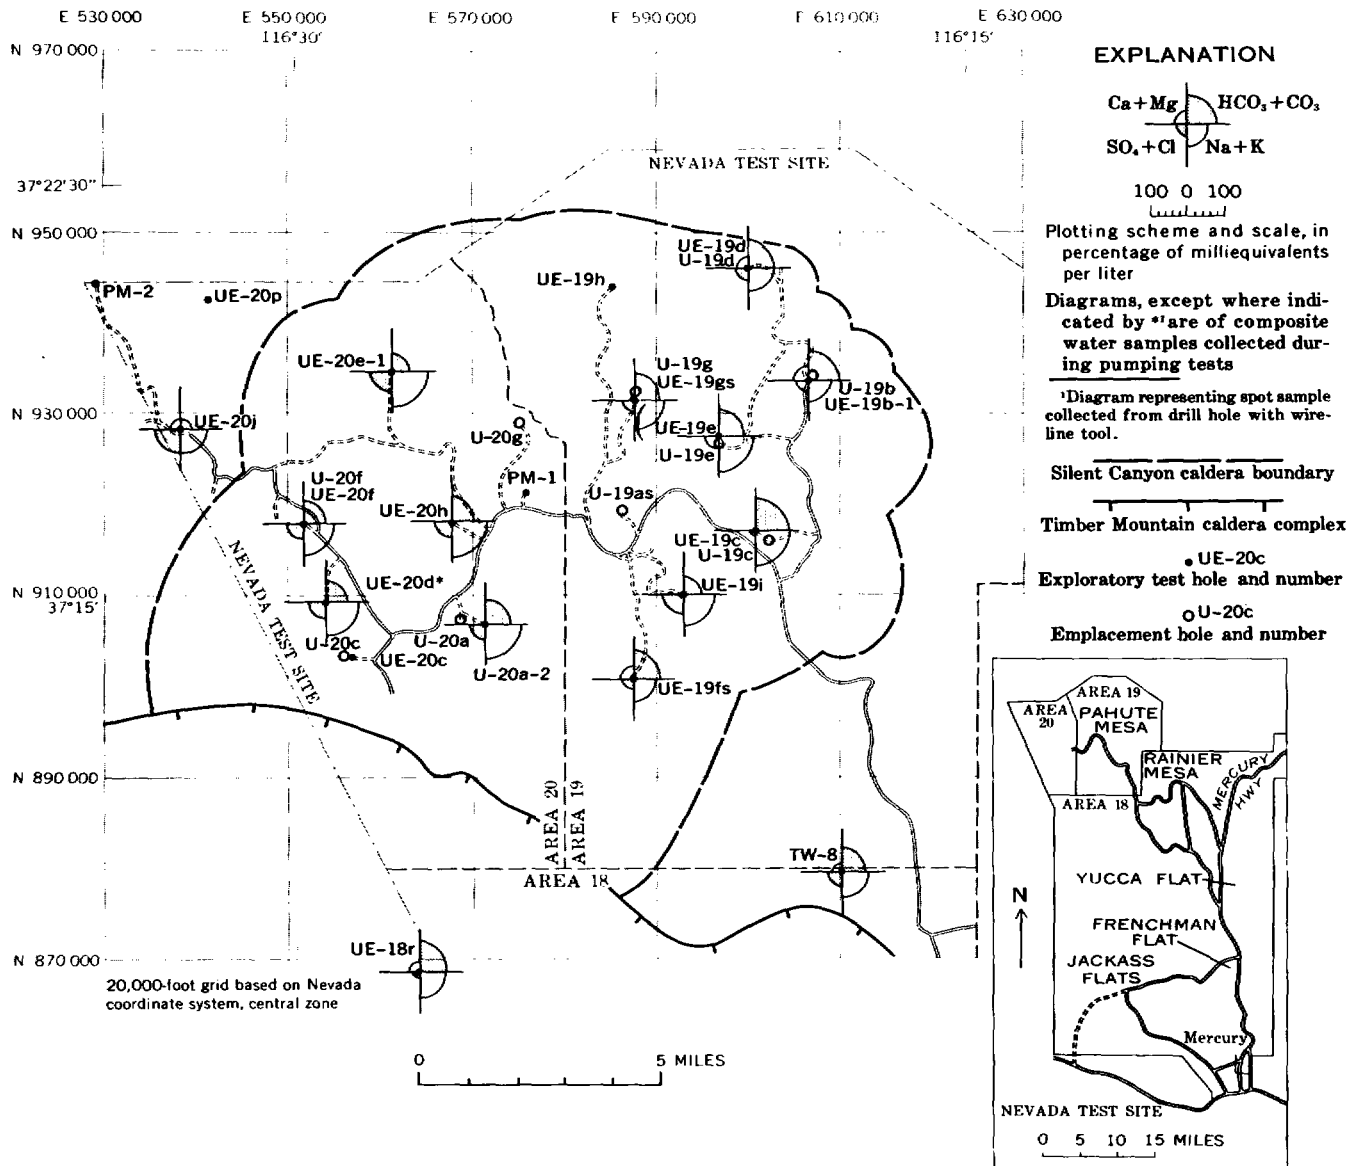 E 530 000 E 550 000 E 570 000 E 590 000 E 610 000 E 630 000
116°30' 116°15'
N 970 000
37°22'30"
N 950 000
N 930 000
N 910 000
37°15'
N 890 000
N 870 000
NEVADA TEST SITE
PM-2
UE-20p
UE-19h
UE-19d
U-19d
UE-20e-1
U-19g
UE-19gs
U-19b
UE-19b-1
UE-20j
U-20g
UE-19e
U-19e
U-20f
UE-20f
PM-1
U-19as
UE-20h
UE-19c
U-19c
UE-20d*
UE-19i
U-20c
UE-20c
U-20a
U-20a-2
UE-19fs
NEVADA TEST SITE
AREA 20
AREA 19
AREA 18
TW-8
UE-18r
20,000-foot grid based on Nevada
coordinate system, central zone
0 5 MILES
EXPLANATION
Ca+Mg HCO₃+CO₃
SO₄+Cl Na+K
100 0 100
Plotting scheme and scale, in
percentage of milliequivalents
per liter
Diagrams, except where indi-
cated by *¹ are of composite
water samples collected dur-
ing pumping tests
¹Diagram representing spot sample
collected from drill hole with wire-
line tool.
Silent Canyon caldera boundary
Timber Mountain caldera complex
UE-20c
Exploratory test hole and number
U-20c
Emplacement hole and number
AREA 19
AREA
20
PAHUTE
MESA
RAINIER
MESA
MERCURY
HWY
AREA 18
YUCCA FLAT
N
FRENCHMAN
FLAT
JACKASS
FLATS
Mercury
NEVADA TEST SITE
0 5 10 15 MILES